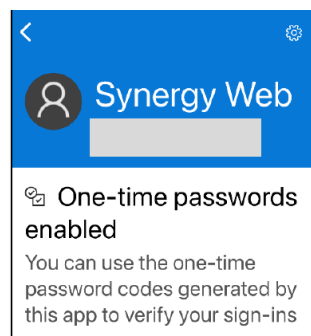 Synergy Web
One-time passwords
enabled
You can use the one-time
password codes generated by
this app to verify your sign-ins